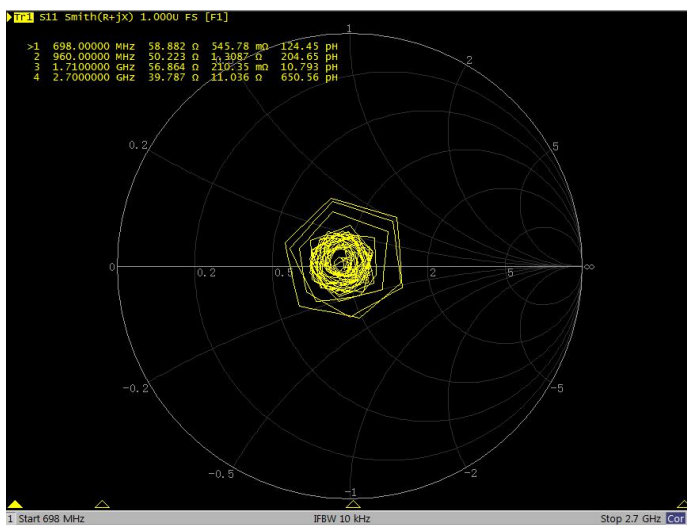 Tr1 S11 Smith(R+jX) 1.000U FS [F1]
>1 698.00000 MHz 58.882 Ω 545.78 mΩ 124.45 pH
2 960.00000 MHz 50.223 Ω 1.3087 Ω 204.65 pH
3 1.7100000 GHz 56.864 Ω 210.35 mΩ 10.793 pH
4 2.7000000 GHz 39.787 Ω 11.036 Ω 650.56 pH
1
2
0.5
0.2
5
0
0.2
0.5
2
5
∞
-0.2
-5
-0.5
-2
-1
1 Start 698 MHz IFBW 10 kHz Stop 2.7 GHz Cor